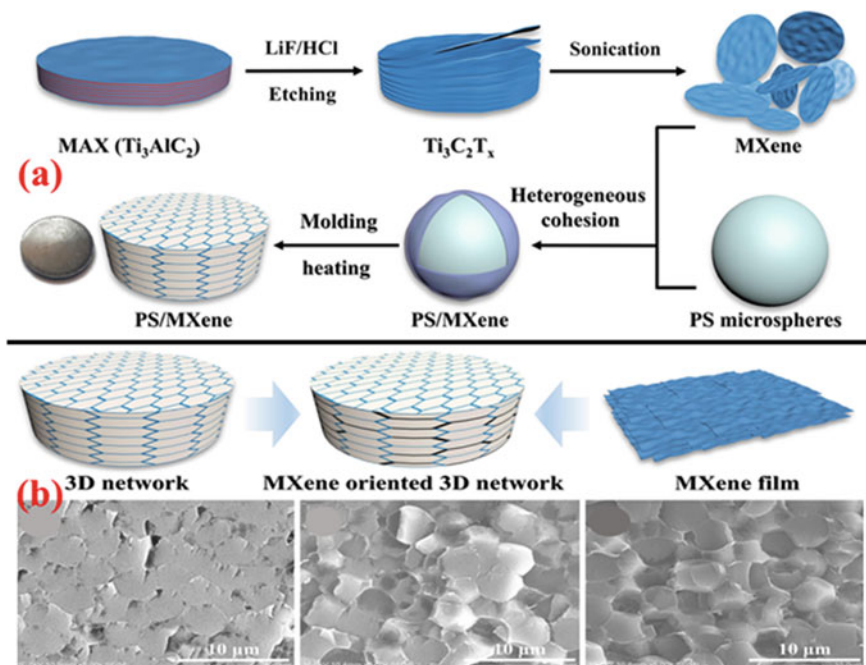 LiF/HCl
Etching
Sonication
MAX (Ti₃AlC₂)
Ti₃C₂Tₓ
MXene
(a)
Molding
heating
Heterogeneous
cohesion
PS/MXene
PS/MXene
PS microspheres
3D network
MXene oriented 3D network
MXene film
(b)
10 μm
10 μm
10 μm